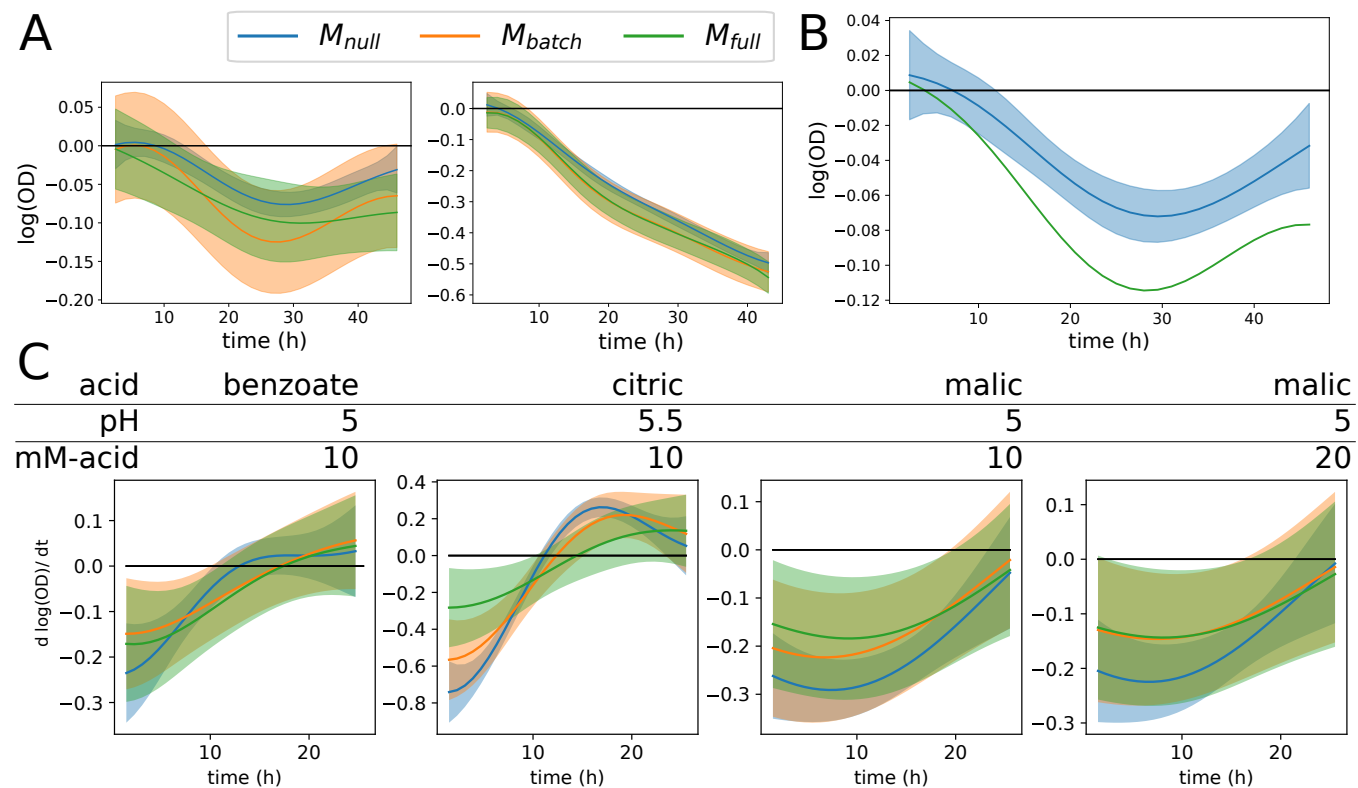 A
M_null M_batch M_full
B
log(OD)
0.05
0.00
−0.05
−0.10
−0.15
−0.20
10 20 30 40
time (h)
0.0
−0.1
−0.2
−0.3
−0.4
−0.5
−0.6
10 20 30 40
time (h)
log(OD)
0.04
0.02
0.00
−0.02
−0.04
−0.06
−0.08
−0.10
−0.12
10 20 30 40
time (h)
C
acid benzoate citric malic malic
pH 5 5.5 5 5
mM-acid 10 10 10 20
d log(OD)/ dt
0.1
0.0
−0.1
−0.2
−0.3
10 20
time (h)
0.4
0.2
0.0
−0.2
−0.4
−0.6
−0.8
10 20
time (h)
0.1
0.0
−0.1
−0.2
−0.3
10 20
time (h)
0.1
0.0
−0.1
−0.2
−0.3
10 20
time (h)